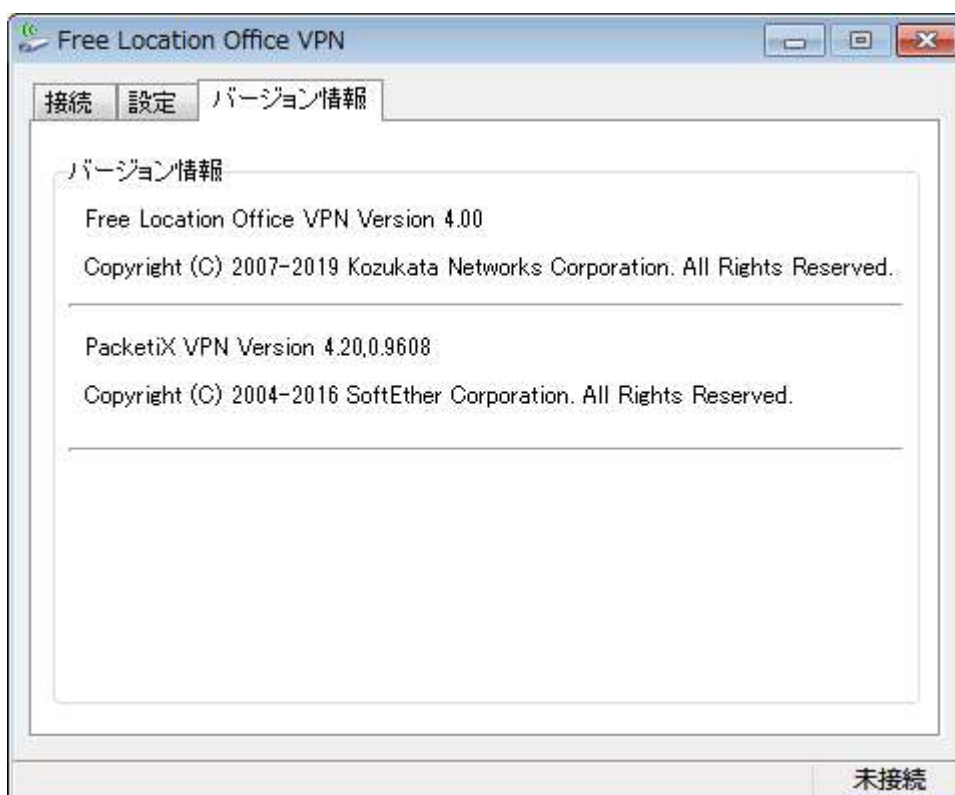 Free Location Office VPN
接続 設定 バージョン情報
バージョン情報
Free Location Office VPN Version 4.00
Copyright (C) 2007-2019 Kozukata Networks Corporation. All Rights Reserved.
PacketiX VPN Version 4.20,0.9608
Copyright (C) 2004-2016 SoftEther Corporation. All Rights Reserved.
未接続